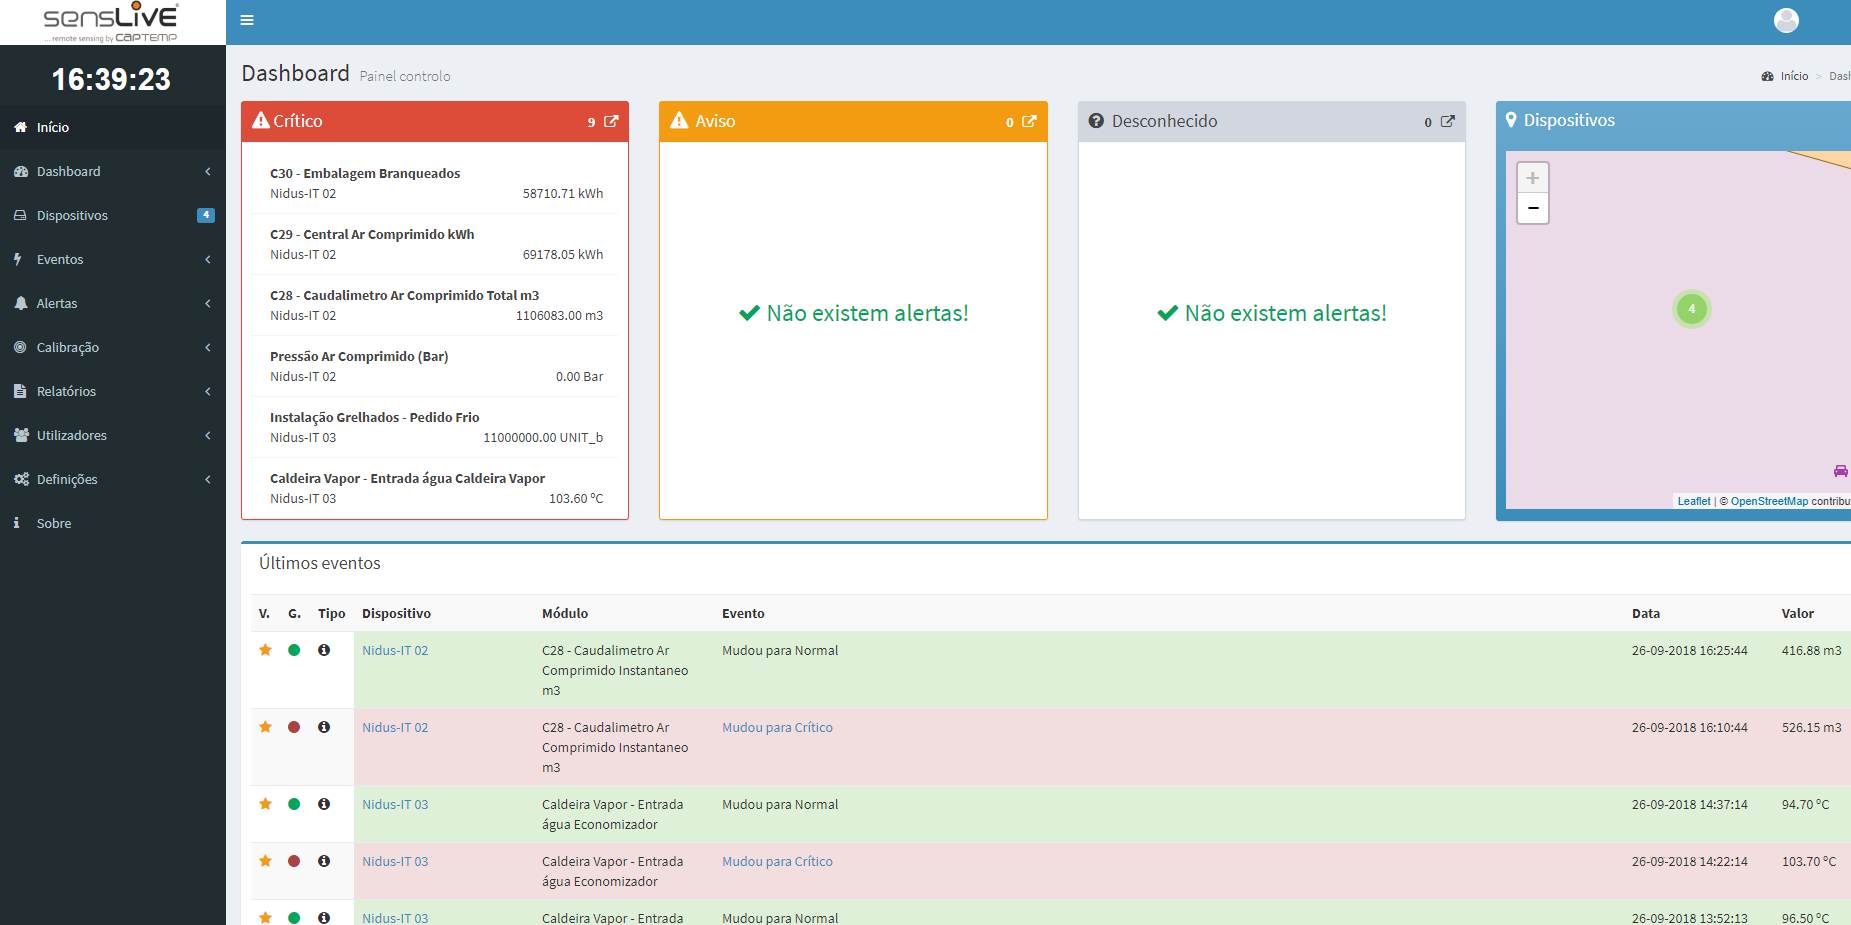 sensLIVE
... remote sensing by CAPTEMP
16:39:23
Início
Dashboard
Dispositivos 4
Eventos
Alertas
Calibração
Relatórios
Utilizadores
Definições
Sobre
Dashboard Painel controlo
Início > Dash
Crítico 9
C30 - Embalagem Branqueados
Nidus-IT 02 58710.71 kWh
C29 - Central Ar Comprimido kWh
Nidus-IT 02 69178.05 kWh
C28 - Caudalimetro Ar Comprimido Total m3
Nidus-IT 02 1106083.00 m3
Pressão Ar Comprimido (Bar)
Nidus-IT 02 0.00 Bar
Instalação Grelhados - Pedido Frio
Nidus-IT 03 11000000.00 UNIT_b
Caldeira Vapor - Entrada água Caldeira Vapor
Nidus-IT 03 103.60 ºC
Aviso 0
Não existem alertas!
Desconhecido 0
Não existem alertas!
Dispositivos
+
−
4
Leaflet | © OpenStreetMap contribu
Últimos eventos
V. G. Tipo Dispositivo Módulo Evento Data Valor
Nidus-IT 02 C28 - Caudalimetro Ar Mudou para Normal 26-09-2018 16:25:44 416.88 m3
Comprimido Instantaneo
m3
Nidus-IT 02 C28 - Caudalimetro Ar Mudou para Crítico 26-09-2018 16:10:44 526.15 m3
Comprimido Instantaneo
m3
Nidus-IT 03 Caldeira Vapor - Entrada Mudou para Normal 26-09-2018 14:37:14 94.70 ºC
água Economizador
Nidus-IT 03 Caldeira Vapor - Entrada Mudou para Crítico 26-09-2018 14:22:14 103.70 ºC
água Economizador
Nidus-IT 03 Caldeira Vapor - Entrada Mudou para Normal 26-09-2018 13:52:13 96.50 ºC